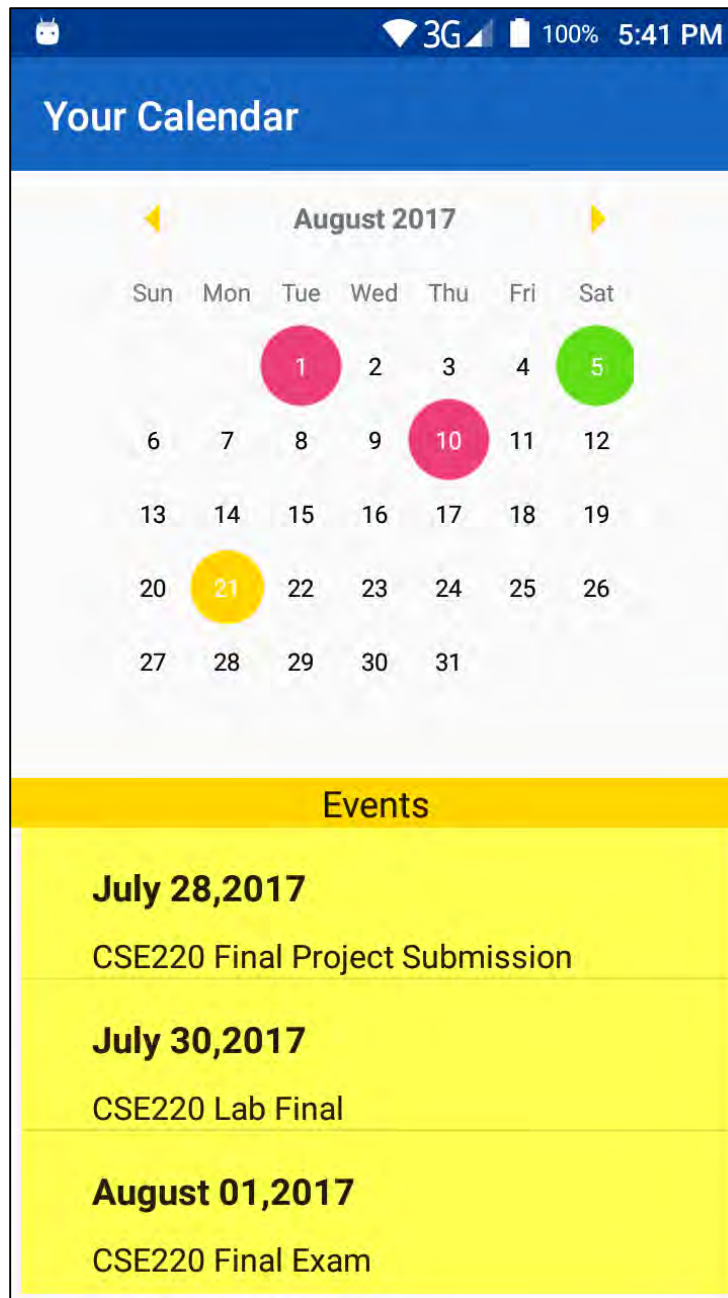 3G 100% 5:41 PM
Your Calendar
August 2017
Sun Mon Tue Wed Thu Fri Sat
1 2 3 4 5
6 7 8 9 10 11 12
13 14 15 16 17 18 19
20 21 22 23 24 25 26
27 28 29 30 31
Events
July 28,2017
CSE220 Final Project Submission
July 30,2017
CSE220 Lab Final
August 01,2017
CSE220 Final Exam